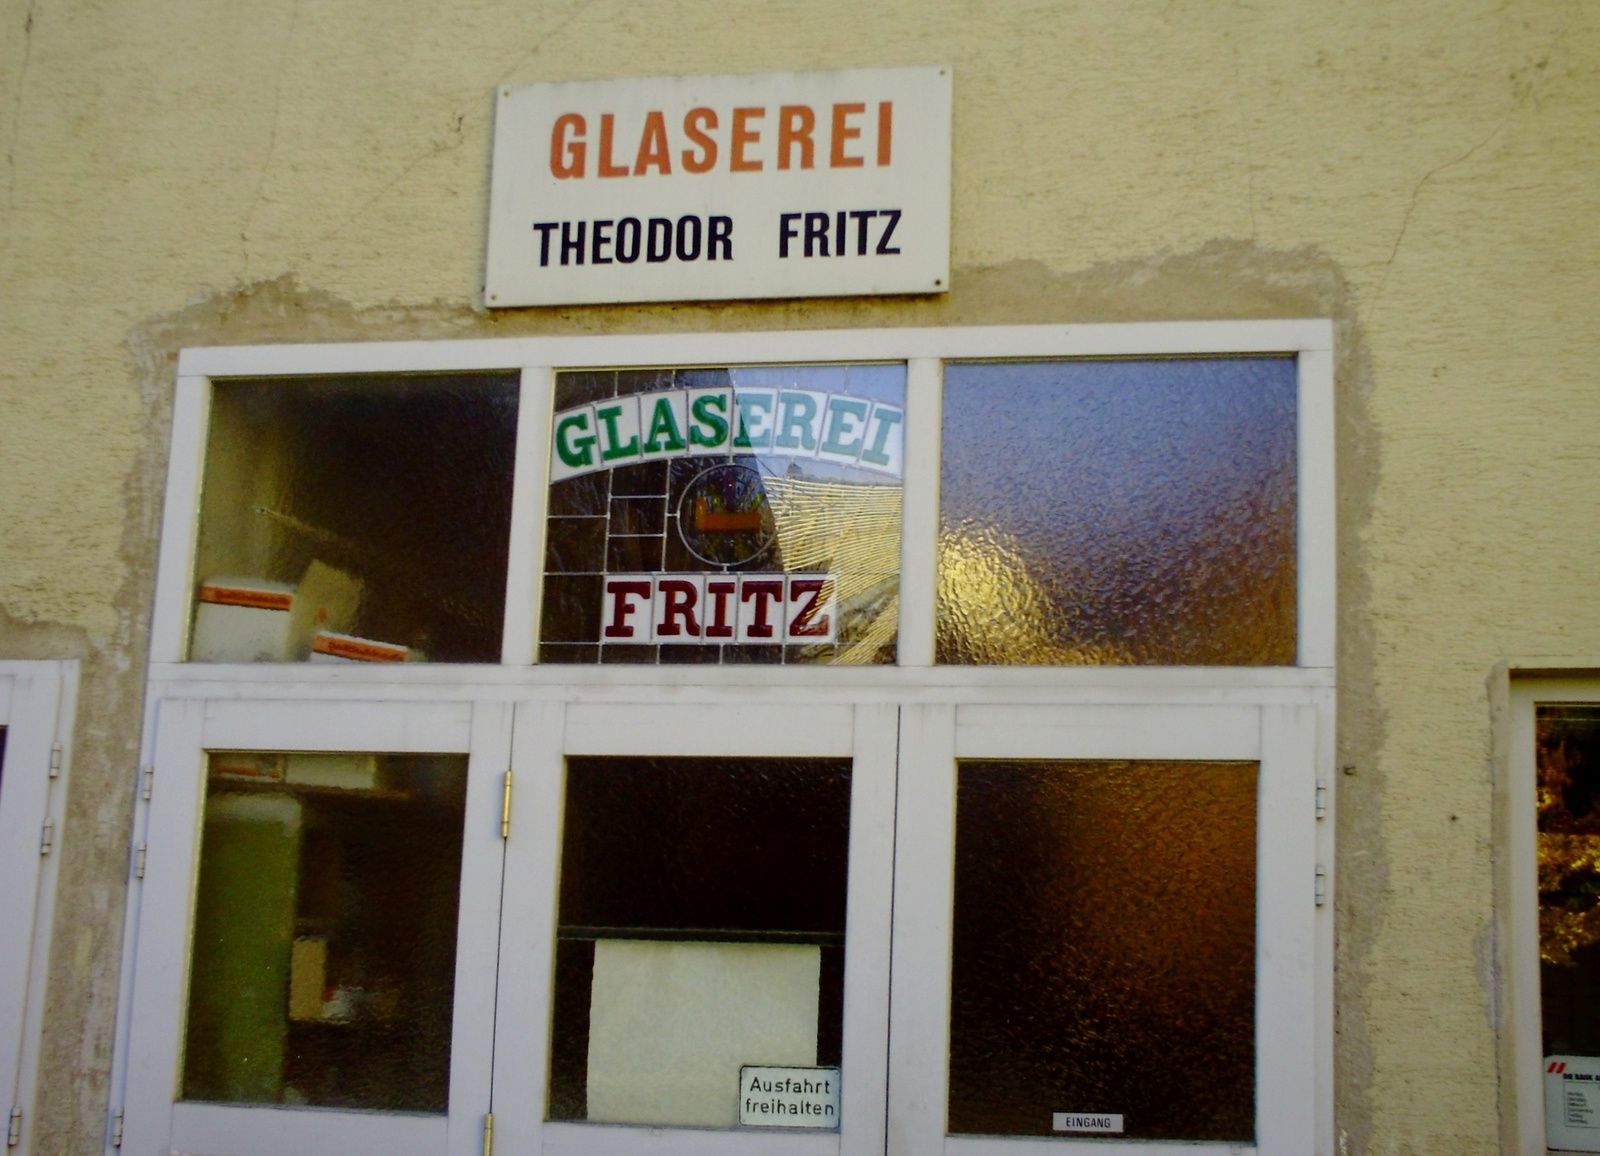 GLASEREI
THEODOR FRITZ
GLASEREI
FRITZ
Ausfahrt
freihalten
EINGANG